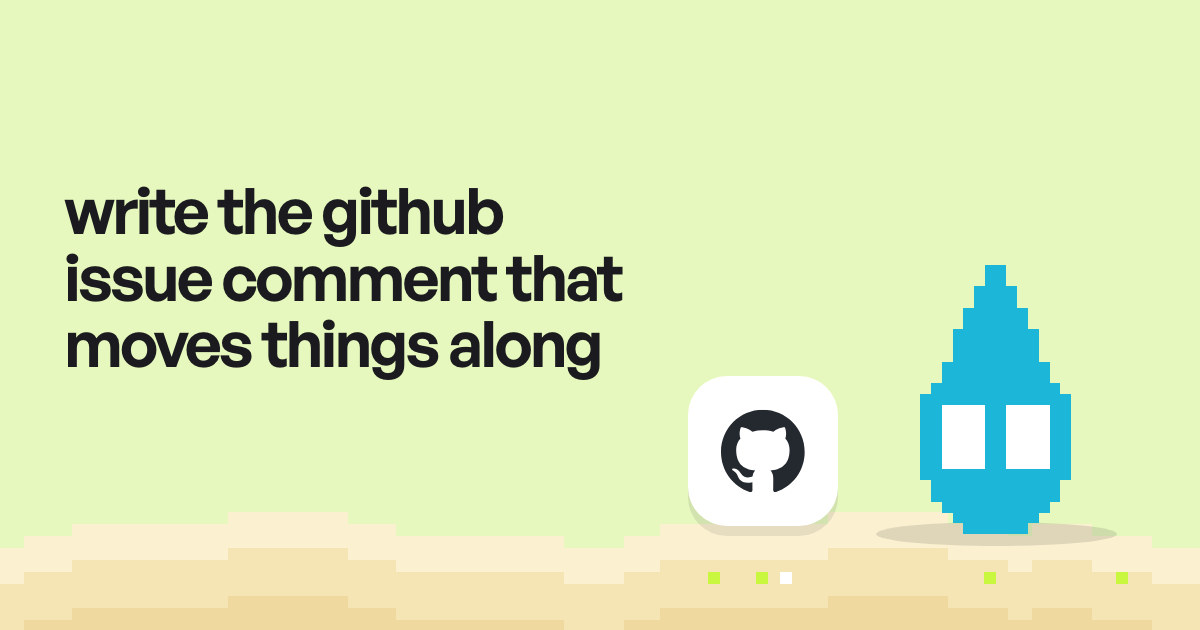 write the github
issue comment that
moves things along